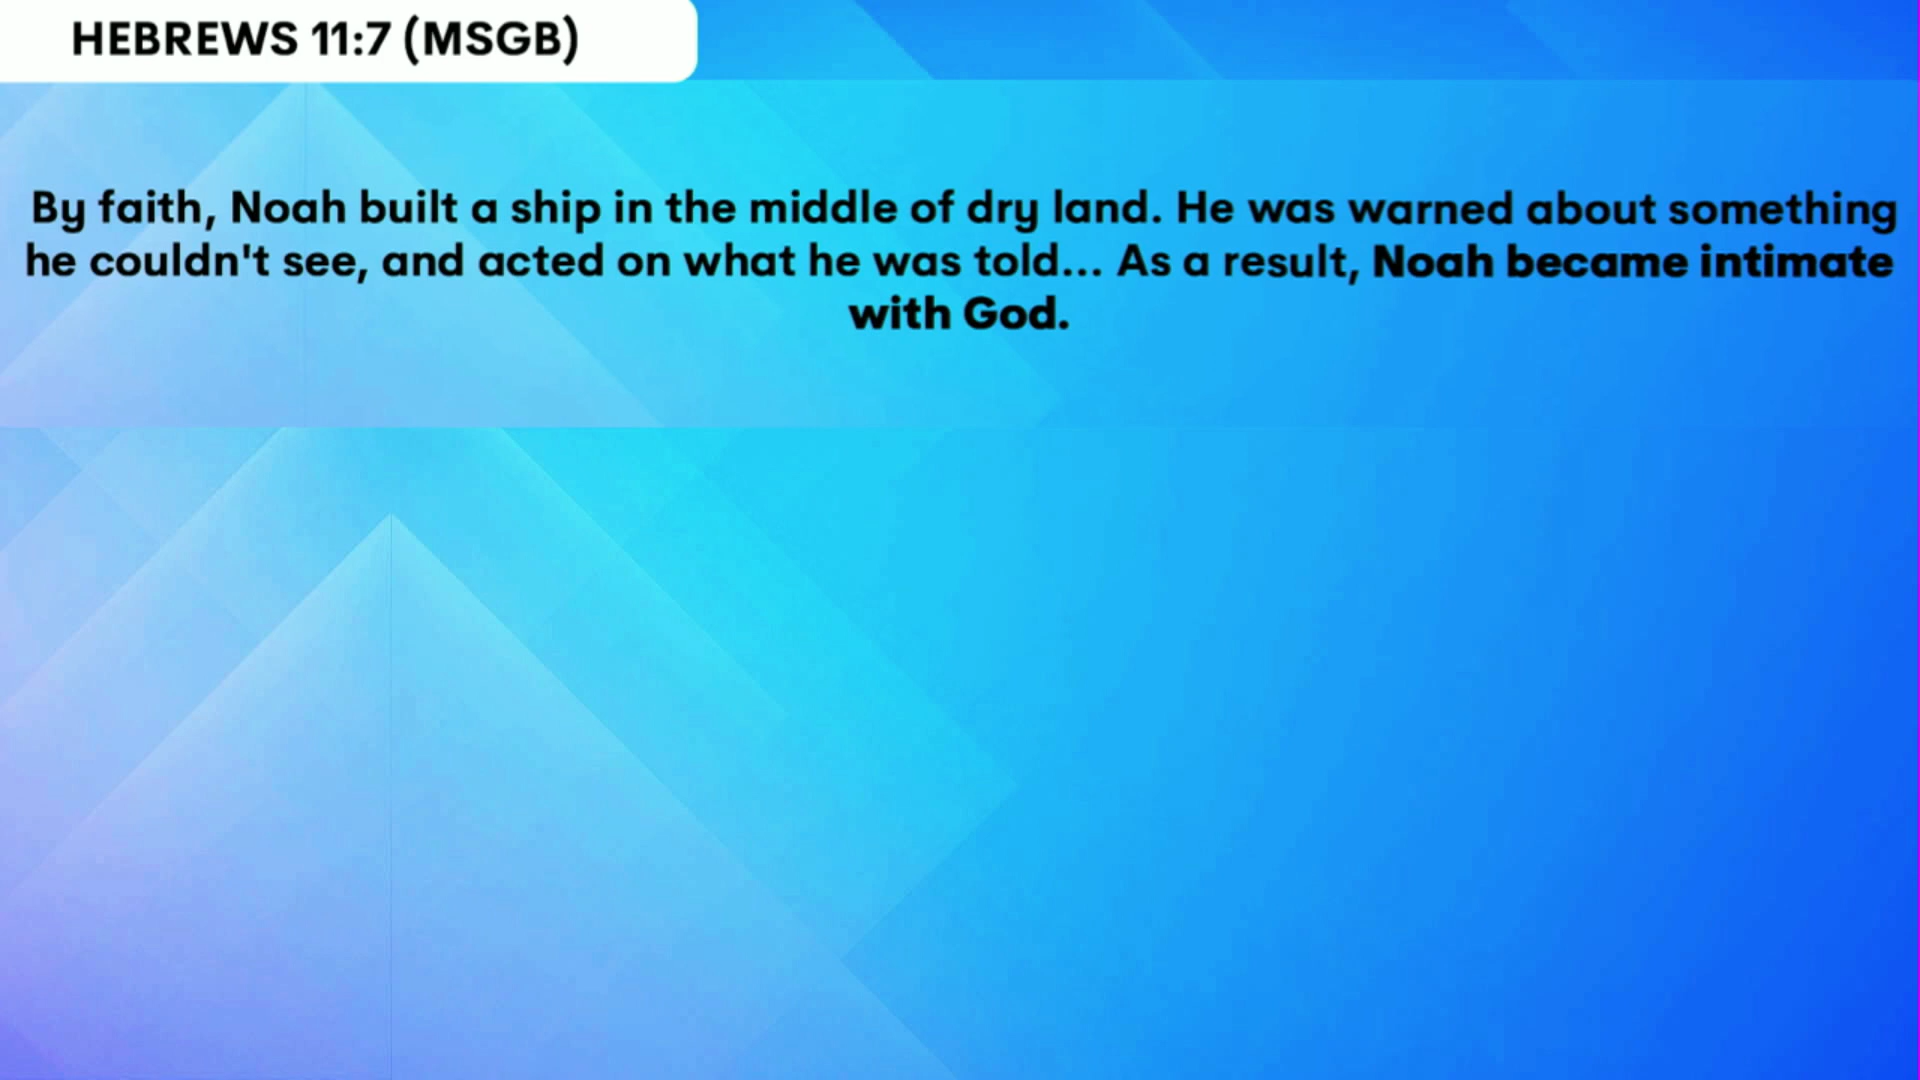 HEBREWS 11:7 (MSGB)
By faith, Noah built a ship in the middle of dry land. He was warned about something
he couldn't see, and acted on what he was told... As a result, Noah became intimate
with God.